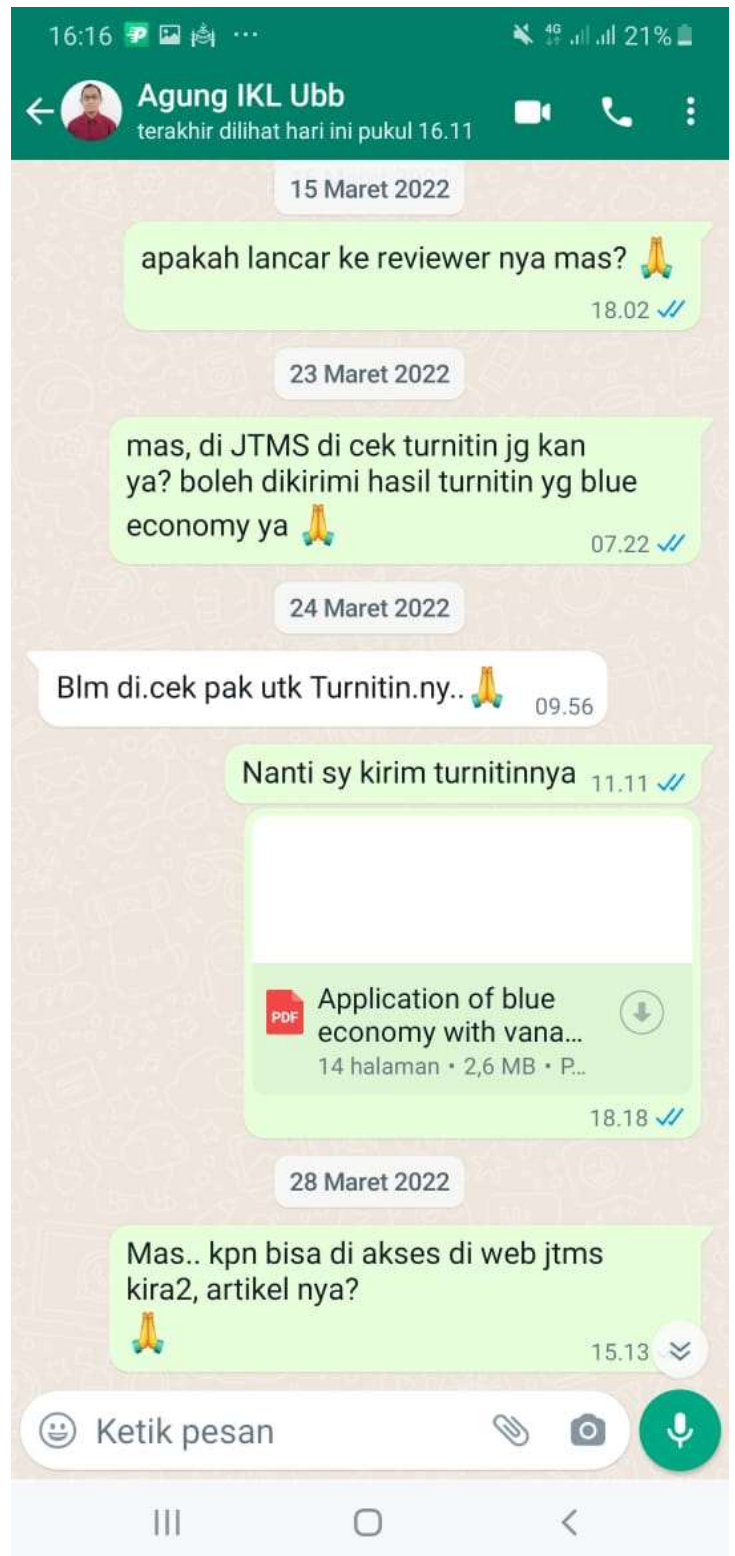 16:16 ... 4G 21%
Agung IKL Ubb
terakhir dilihat hari ini pukul 16.11
15 Maret 2022
apakah lancar ke reviewer nya mas? 🙏
18.02
23 Maret 2022
mas, di JTMS di cek turnitin jg kan
ya? boleh dikirimi hasil turnitin yg blue
economy ya 🙏
07.22
24 Maret 2022
Blm di.cek pak utk Turnitin.ny.. 🙏 09.56
Nanti sy kirim turnitinnya 11.11
PDF
Application of blue
economy with vana...
14 halaman • 2,6 MB • P...
18.18
28 Maret 2022
Mas.. kpn bisa di akses di web jtms
kira2, artikel nya?
🙏
15.13
Ketik pesan